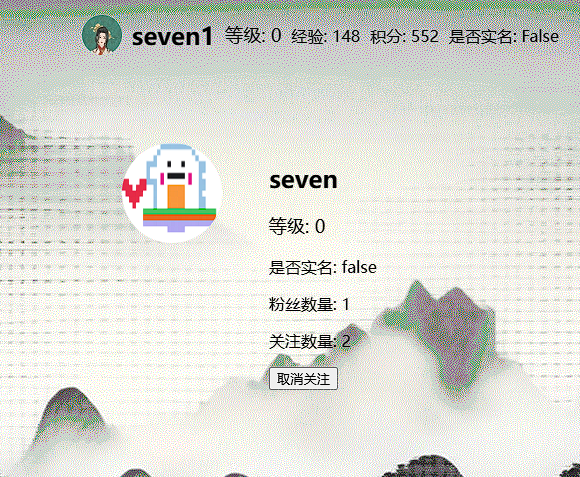 seven1 等级: 0 经验: 148 积分: 552 是否实名: False
seven
等级: 0
是否实名: false
粉丝数量: 1
关注数量: 2
取消关注